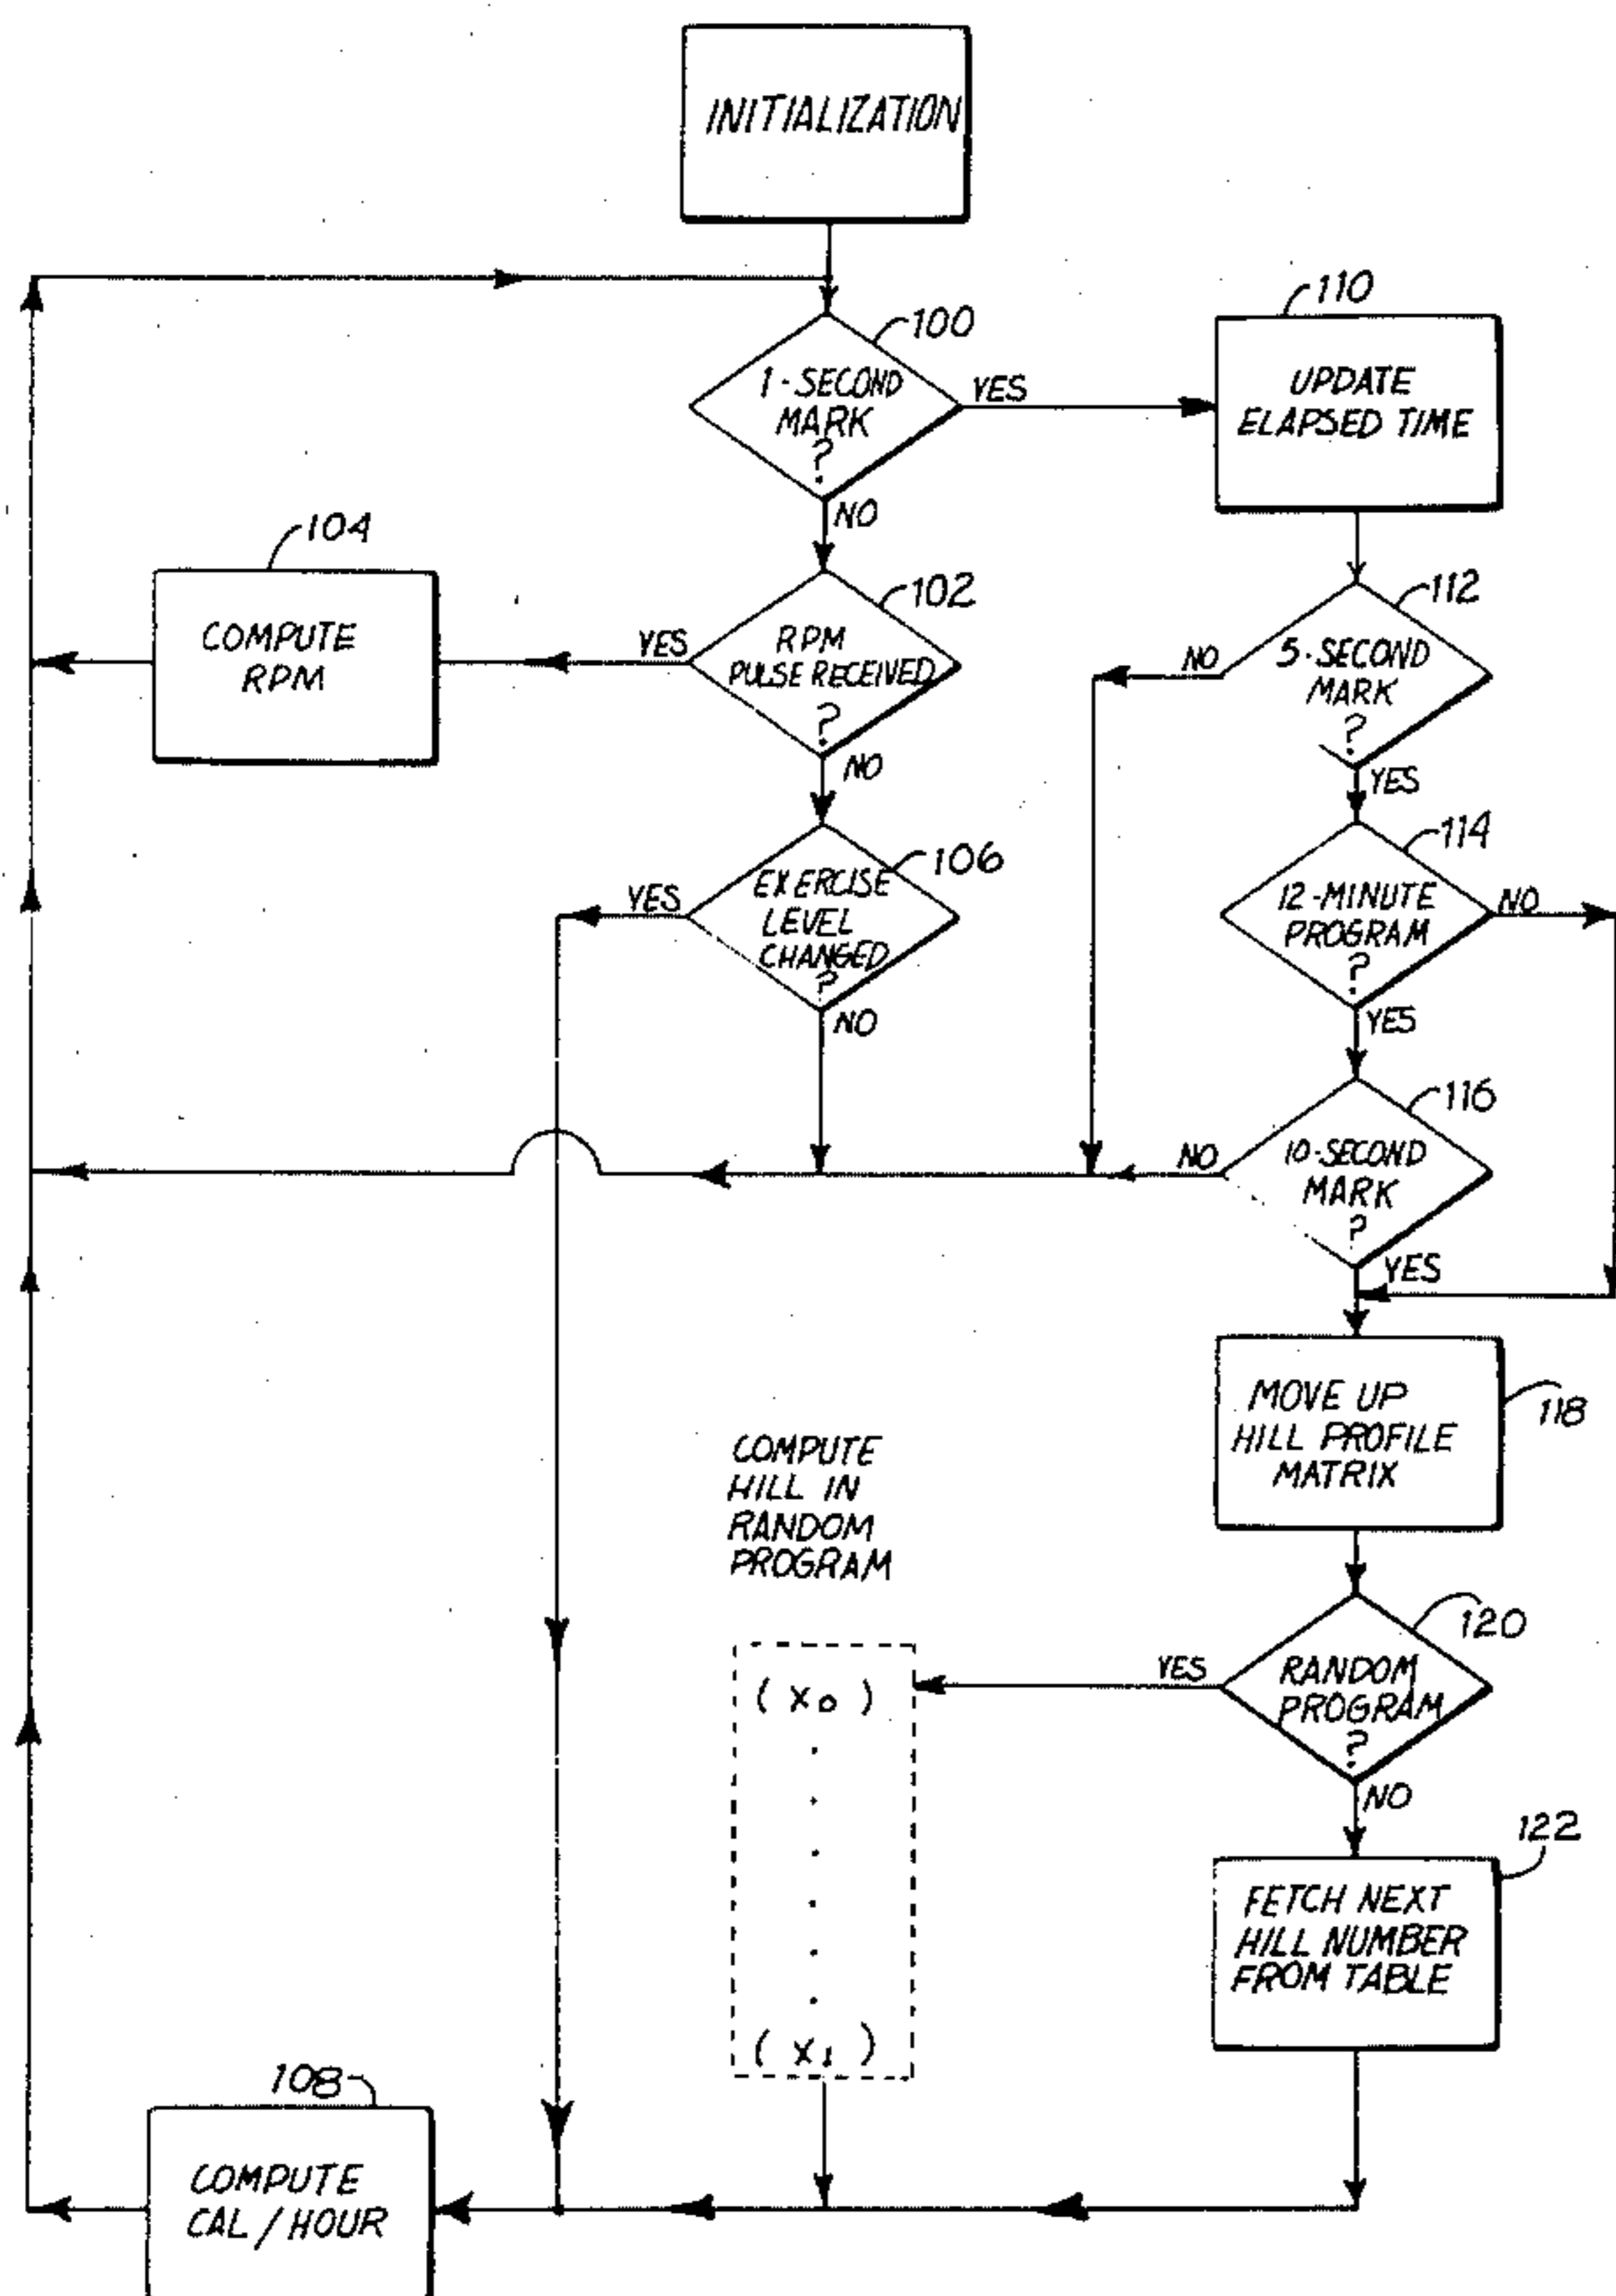 INITIALIZATION
100
1-SECOND
MARK
?
YES
NO
110
UPDATE
ELAPSED TIME
104
COMPUTE
RPM
102
RPM
PULSE RECEIVED
?
YES
NO
112
5-SECOND
MARK
?
NO
YES
106
EXERCISE
LEVEL
CHANGED
?
YES
NO
114
12-MINUTE
PROGRAM
?
NO
YES
116
10-SECOND
MARK
?
NO
YES
118
MOVE UP
HILL PROFILE
MATRIX
COMPUTE
HILL IN
RANDOM
PROGRAM
120
RANDOM
PROGRAM
?
YES
NO
(X0)
.
.
.
.
.
.
(X1)
122
FETCH NEXT
HILL NUMBER
FROM TABLE
108
COMPUTE
CAL/HOUR